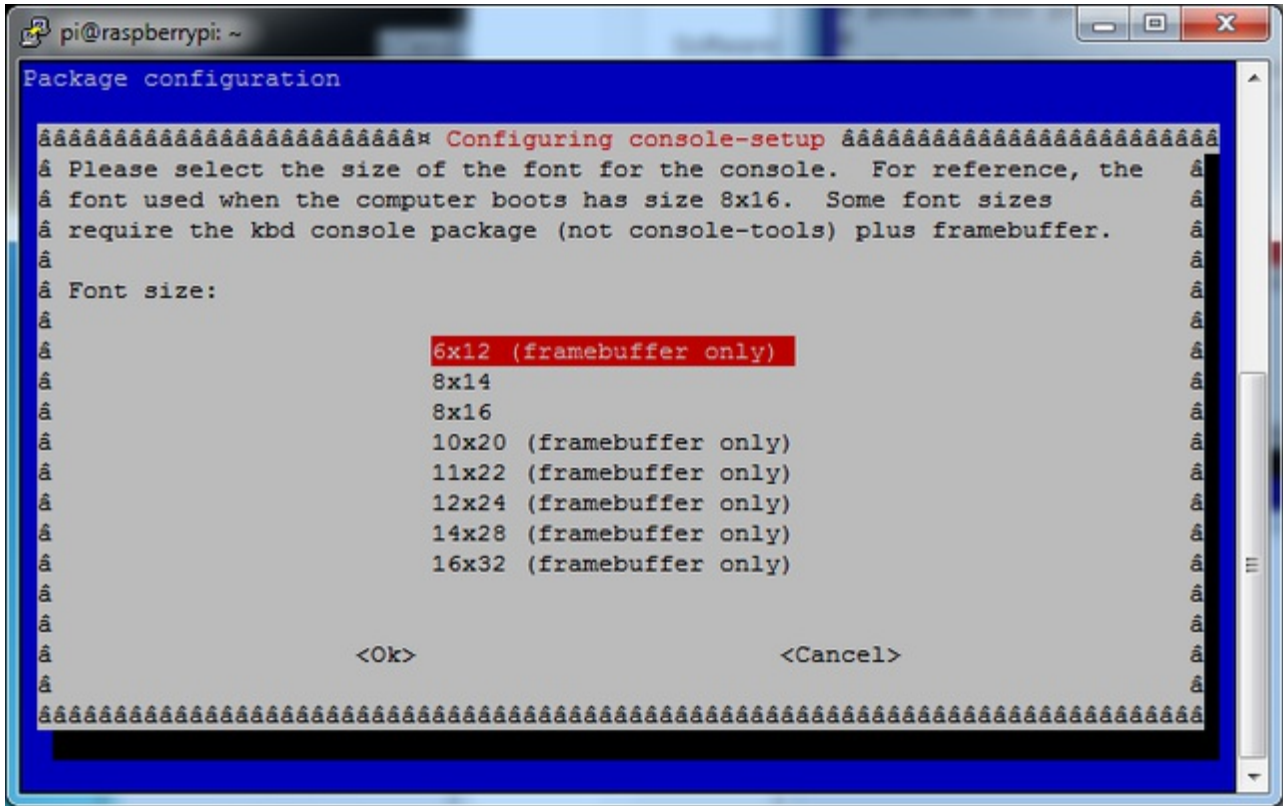 pi@raspberrypi: ~
Package configuration
ââââââââââââââââââââââââ⤠Configuring console-setup âââââââââââââââââââââââââ
â Please select the size of the font for the console.  For reference, the   â
â font used when the computer boots has size 8x16.  Some font sizes         â
â require the kbd console package (not console-tools) plus framebuffer.     â
â                                                                           â
â Font size:                                                                â
â                                                                           â
â                        6x12 (framebuffer only)                            â
â                        8x14                                               â
â                        8x16                                               â
â                        10x20 (framebuffer only)                           â
â                        11x22 (framebuffer only)                           â
â                        12x24 (framebuffer only)                           â
â                        14x28 (framebuffer only)                           â
â                        16x32 (framebuffer only)                           â
â                                                                           â
â                                                                           â
â                    <Ok>                        <Cancel>                   â
â                                                                           â
âââââââââââââââââââââââââââââââââââââââââââââââââââââââââââââââââââââââââââââ